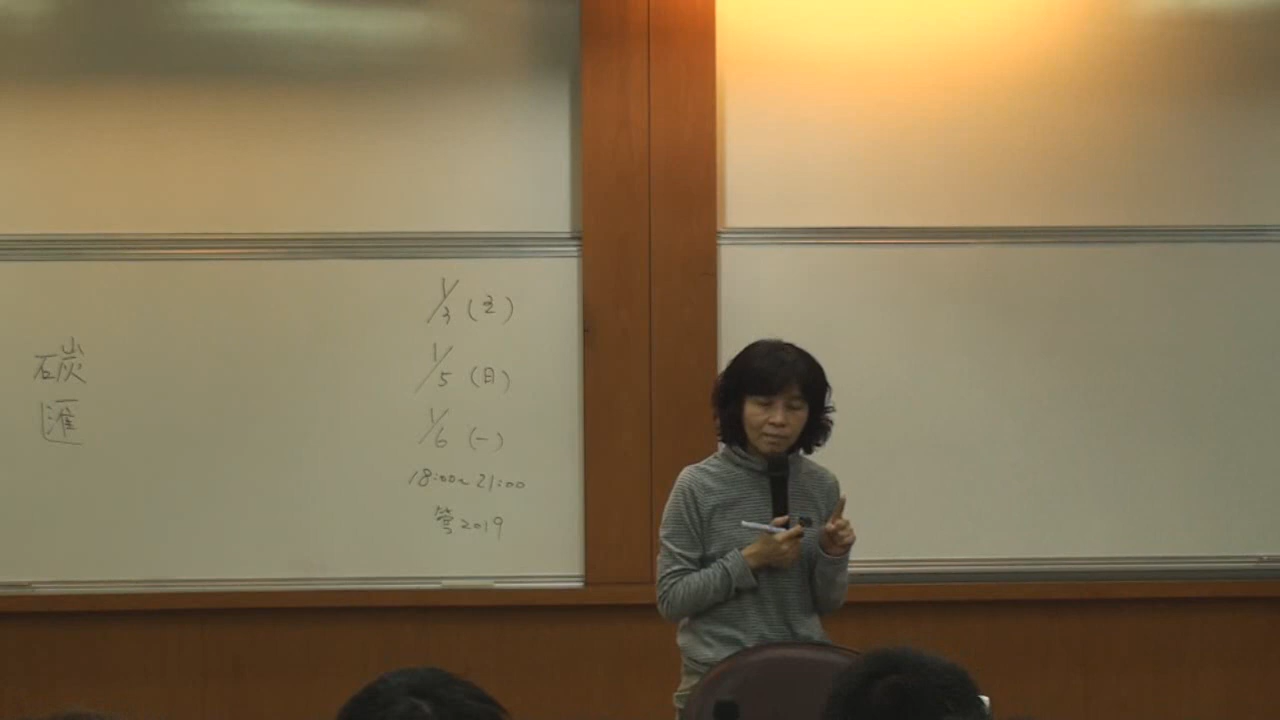 碳
匯
1/3 (五)
1/5 (日)
1/6 (一)
18:00~21:00
管2019